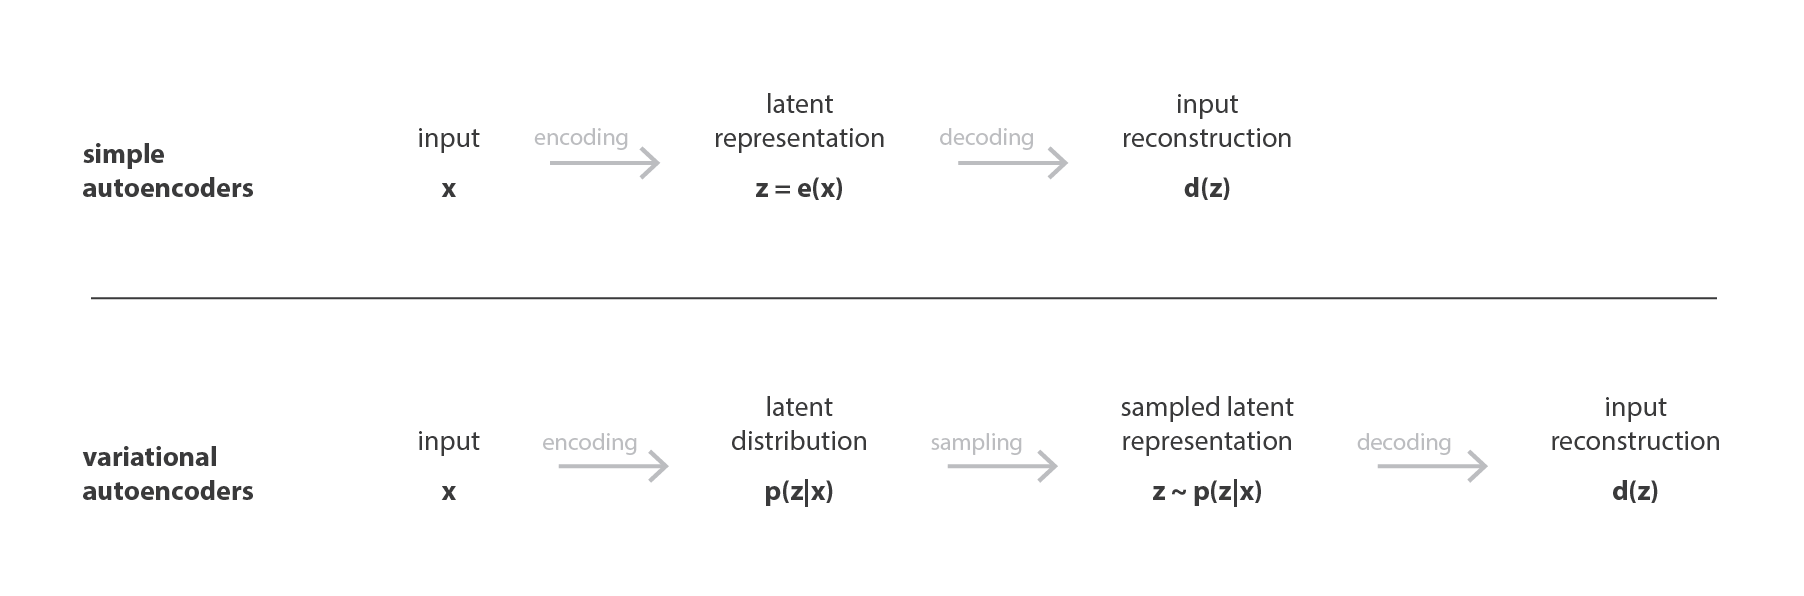 simple
autoencoders
input
x
encoding
latent
representation
z = e(x)
decoding
input
reconstruction
d(z)
variational
autoencoders
input
x
encoding
latent
distribution
p(z|x)
sampling
sampled latent
representation
z ~ p(z|x)
decoding
input
reconstruction
d(z)